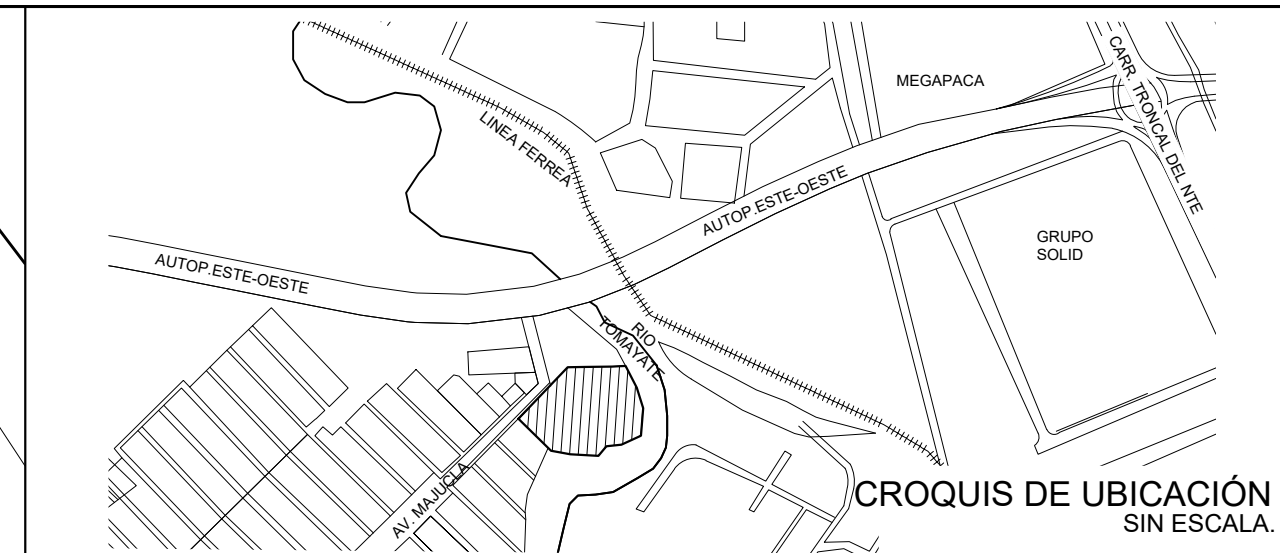 CARR. TRONCAL DEL NTE
MEGAPACA
LINEA FERREA
AUTOP.ESTE-OESTE
GRUPO
SOLID
AUTOP.ESTE-OESTE
RIO
TOMAYATE
AV. MAJUCLA
CROQUIS DE UBICACIÓN
SIN ESCALA.